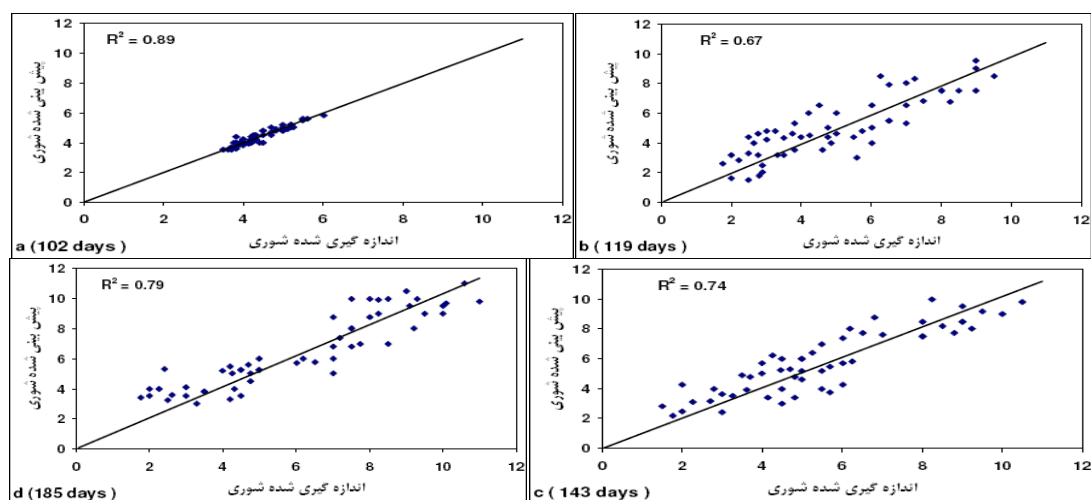 R² = 0.89
12
10
8
6
4
2
0
پیش بینی شده شوری
0 2 4 6 8 10 12
a (102 days )
اندازه گیری شده شوری
R² = 0.67
12
10
8
6
4
2
0
پیش بینی شده شوری
0 2 4 6 8 10 12
b ( 119 days )
اندازه گیری شده شوری
R² = 0.79
12
10
8
6
4
2
0
پیش بینی شده شوری
0 2 4 6 8 10 12
d (185 days )
اندازه گیری شده شوری
R² = 0.74
12
10
8
6
4
2
0
پیش بینی شده شوری
0 2 4 6 8 10 12
c ( 143 days )
اندازه گیری شده شوری